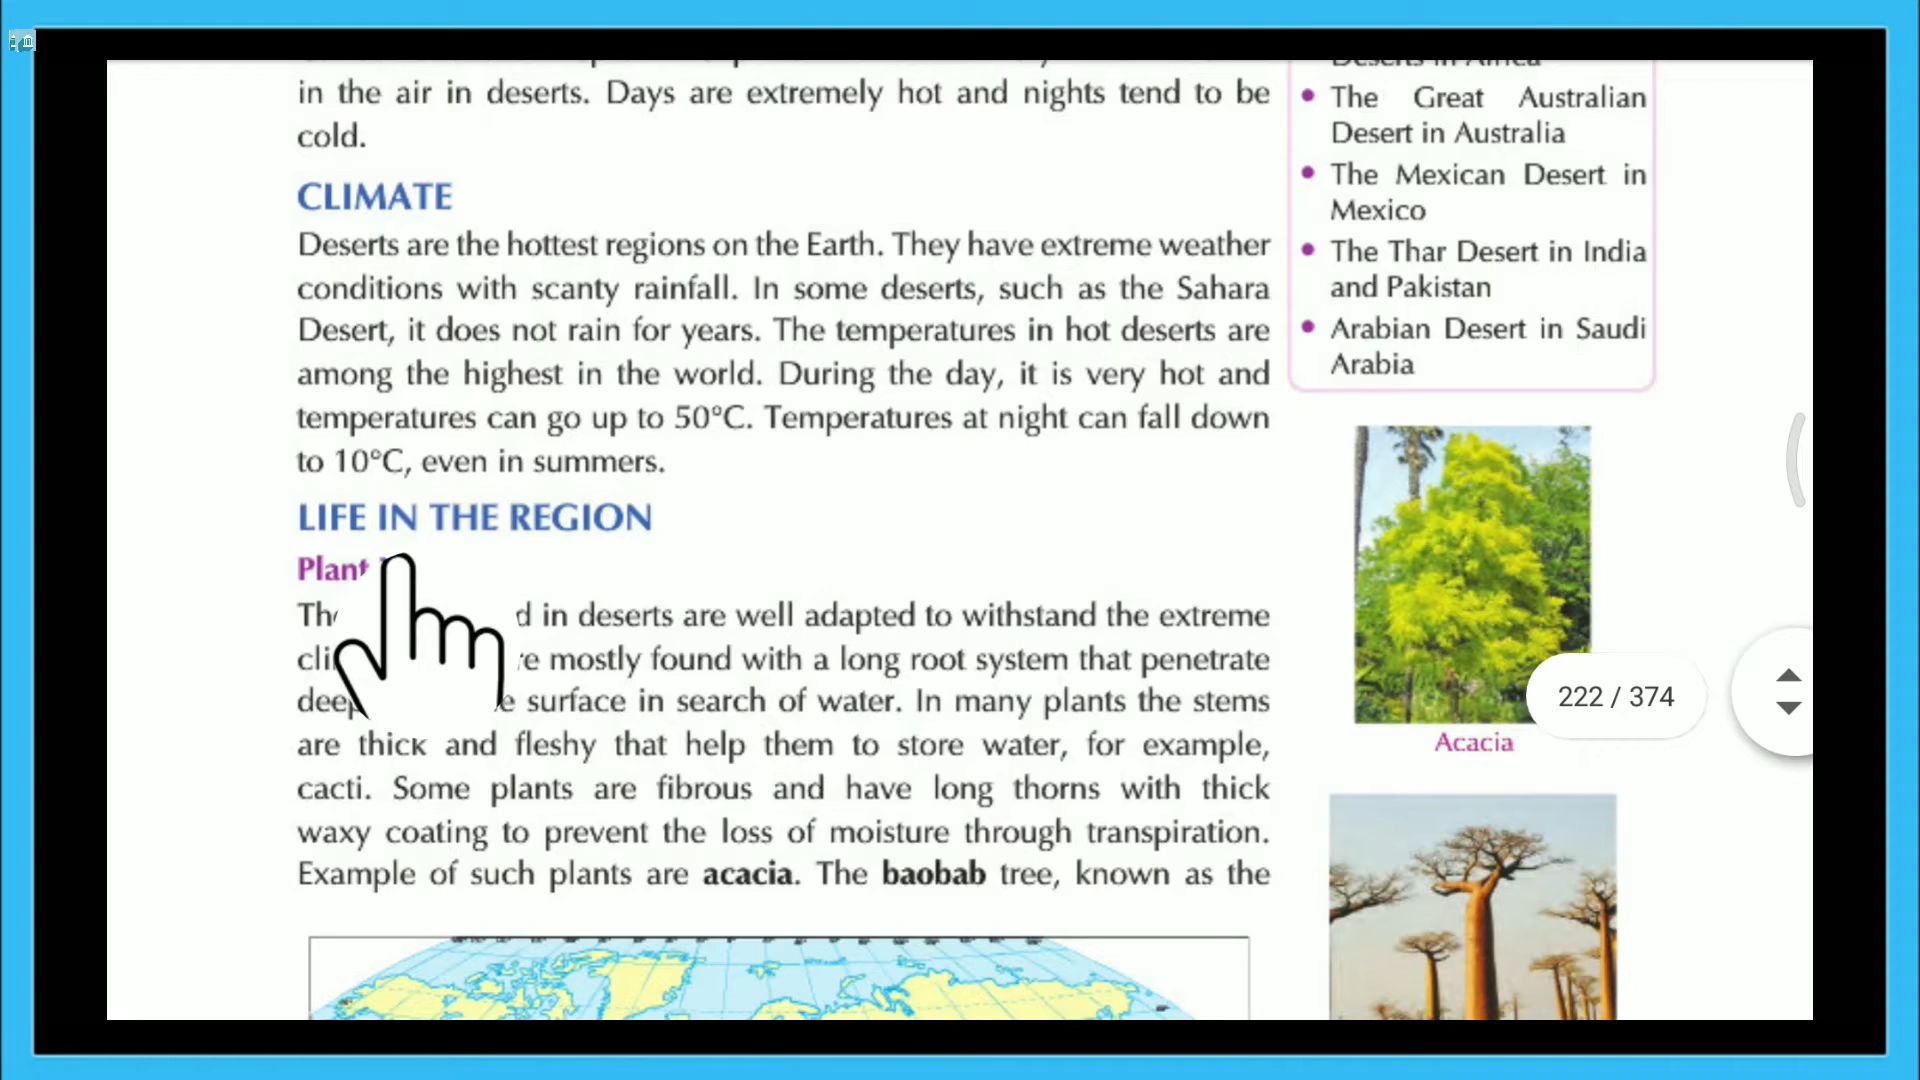 in the air in deserts. Days are extremely hot and nights tend to be
cold.
CLIMATE
Deserts are the hottest regions on the Earth. They have extreme weather
conditions with scanty rainfall. In some deserts, such as the Sahara
Desert, it does not rain for years. The temperatures in hot deserts are
among the highest in the world. During the day, it is very hot and
temperatures can go up to 50°C. Temperatures at night can fall down
to 10°C, even in summers.
LIFE IN THE REGION
Plant
in deserts are well adapted to withstand the extreme
mostly found with a long root system that penetrate
surface in search of water. In many plants the stems
are thick and fleshy that help them to store water, for example,
cacti. Some plants are fibrous and have long thorns with thick
waxy coating to prevent the loss of moisture through transpiration.
Example of such plants are acacia. The baobab tree, known as the
Deserts in Africa
• The Great Australian
Desert in Australia
• The Mexican Desert in
Mexico
• The Thar Desert in India
and Pakistan
• Arabian Desert in Saudi
Arabia
Acacia
222 / 374